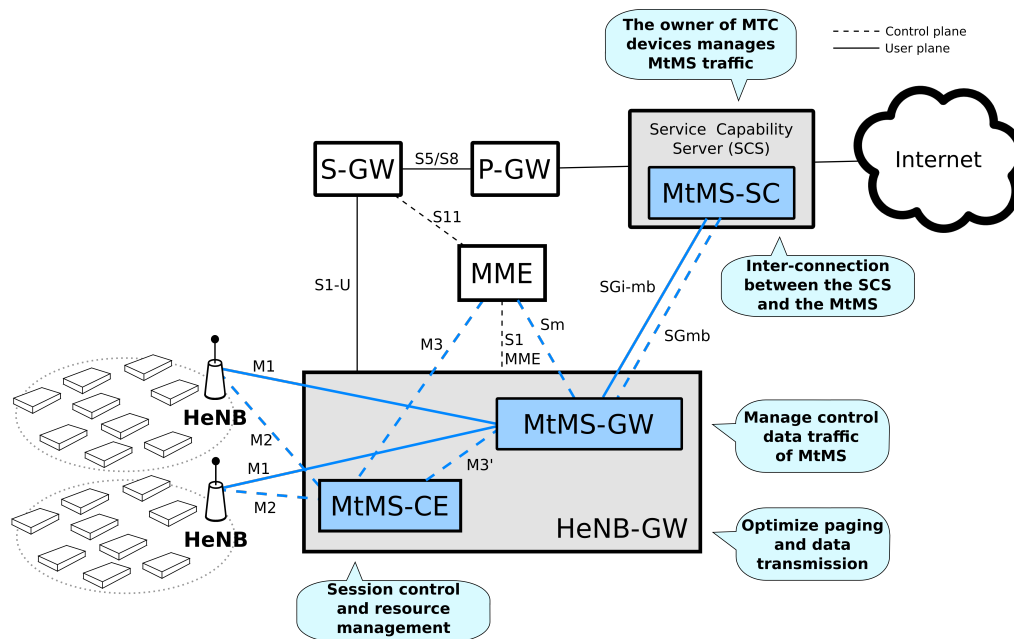 The owner of MTC
devices manages
MtMS traffic
Control plane
User plane
Service Capability
Server (SCS)
MtMS-SC
Internet
S-GW
S5/S8
P-GW
S11
MME
Inter-connection
between the SCS
and the MtMS
S1-U
SGi-mb
SGmb
M3
S1
MME
Sm
M1
HeNB
M2
MtMS-GW
Manage control
data traffic
of MtMS
M1
M3'
M2
HeNB
MtMS-CE
HeNB-GW
Optimize paging
and data
transmission
Session control
and resource
management